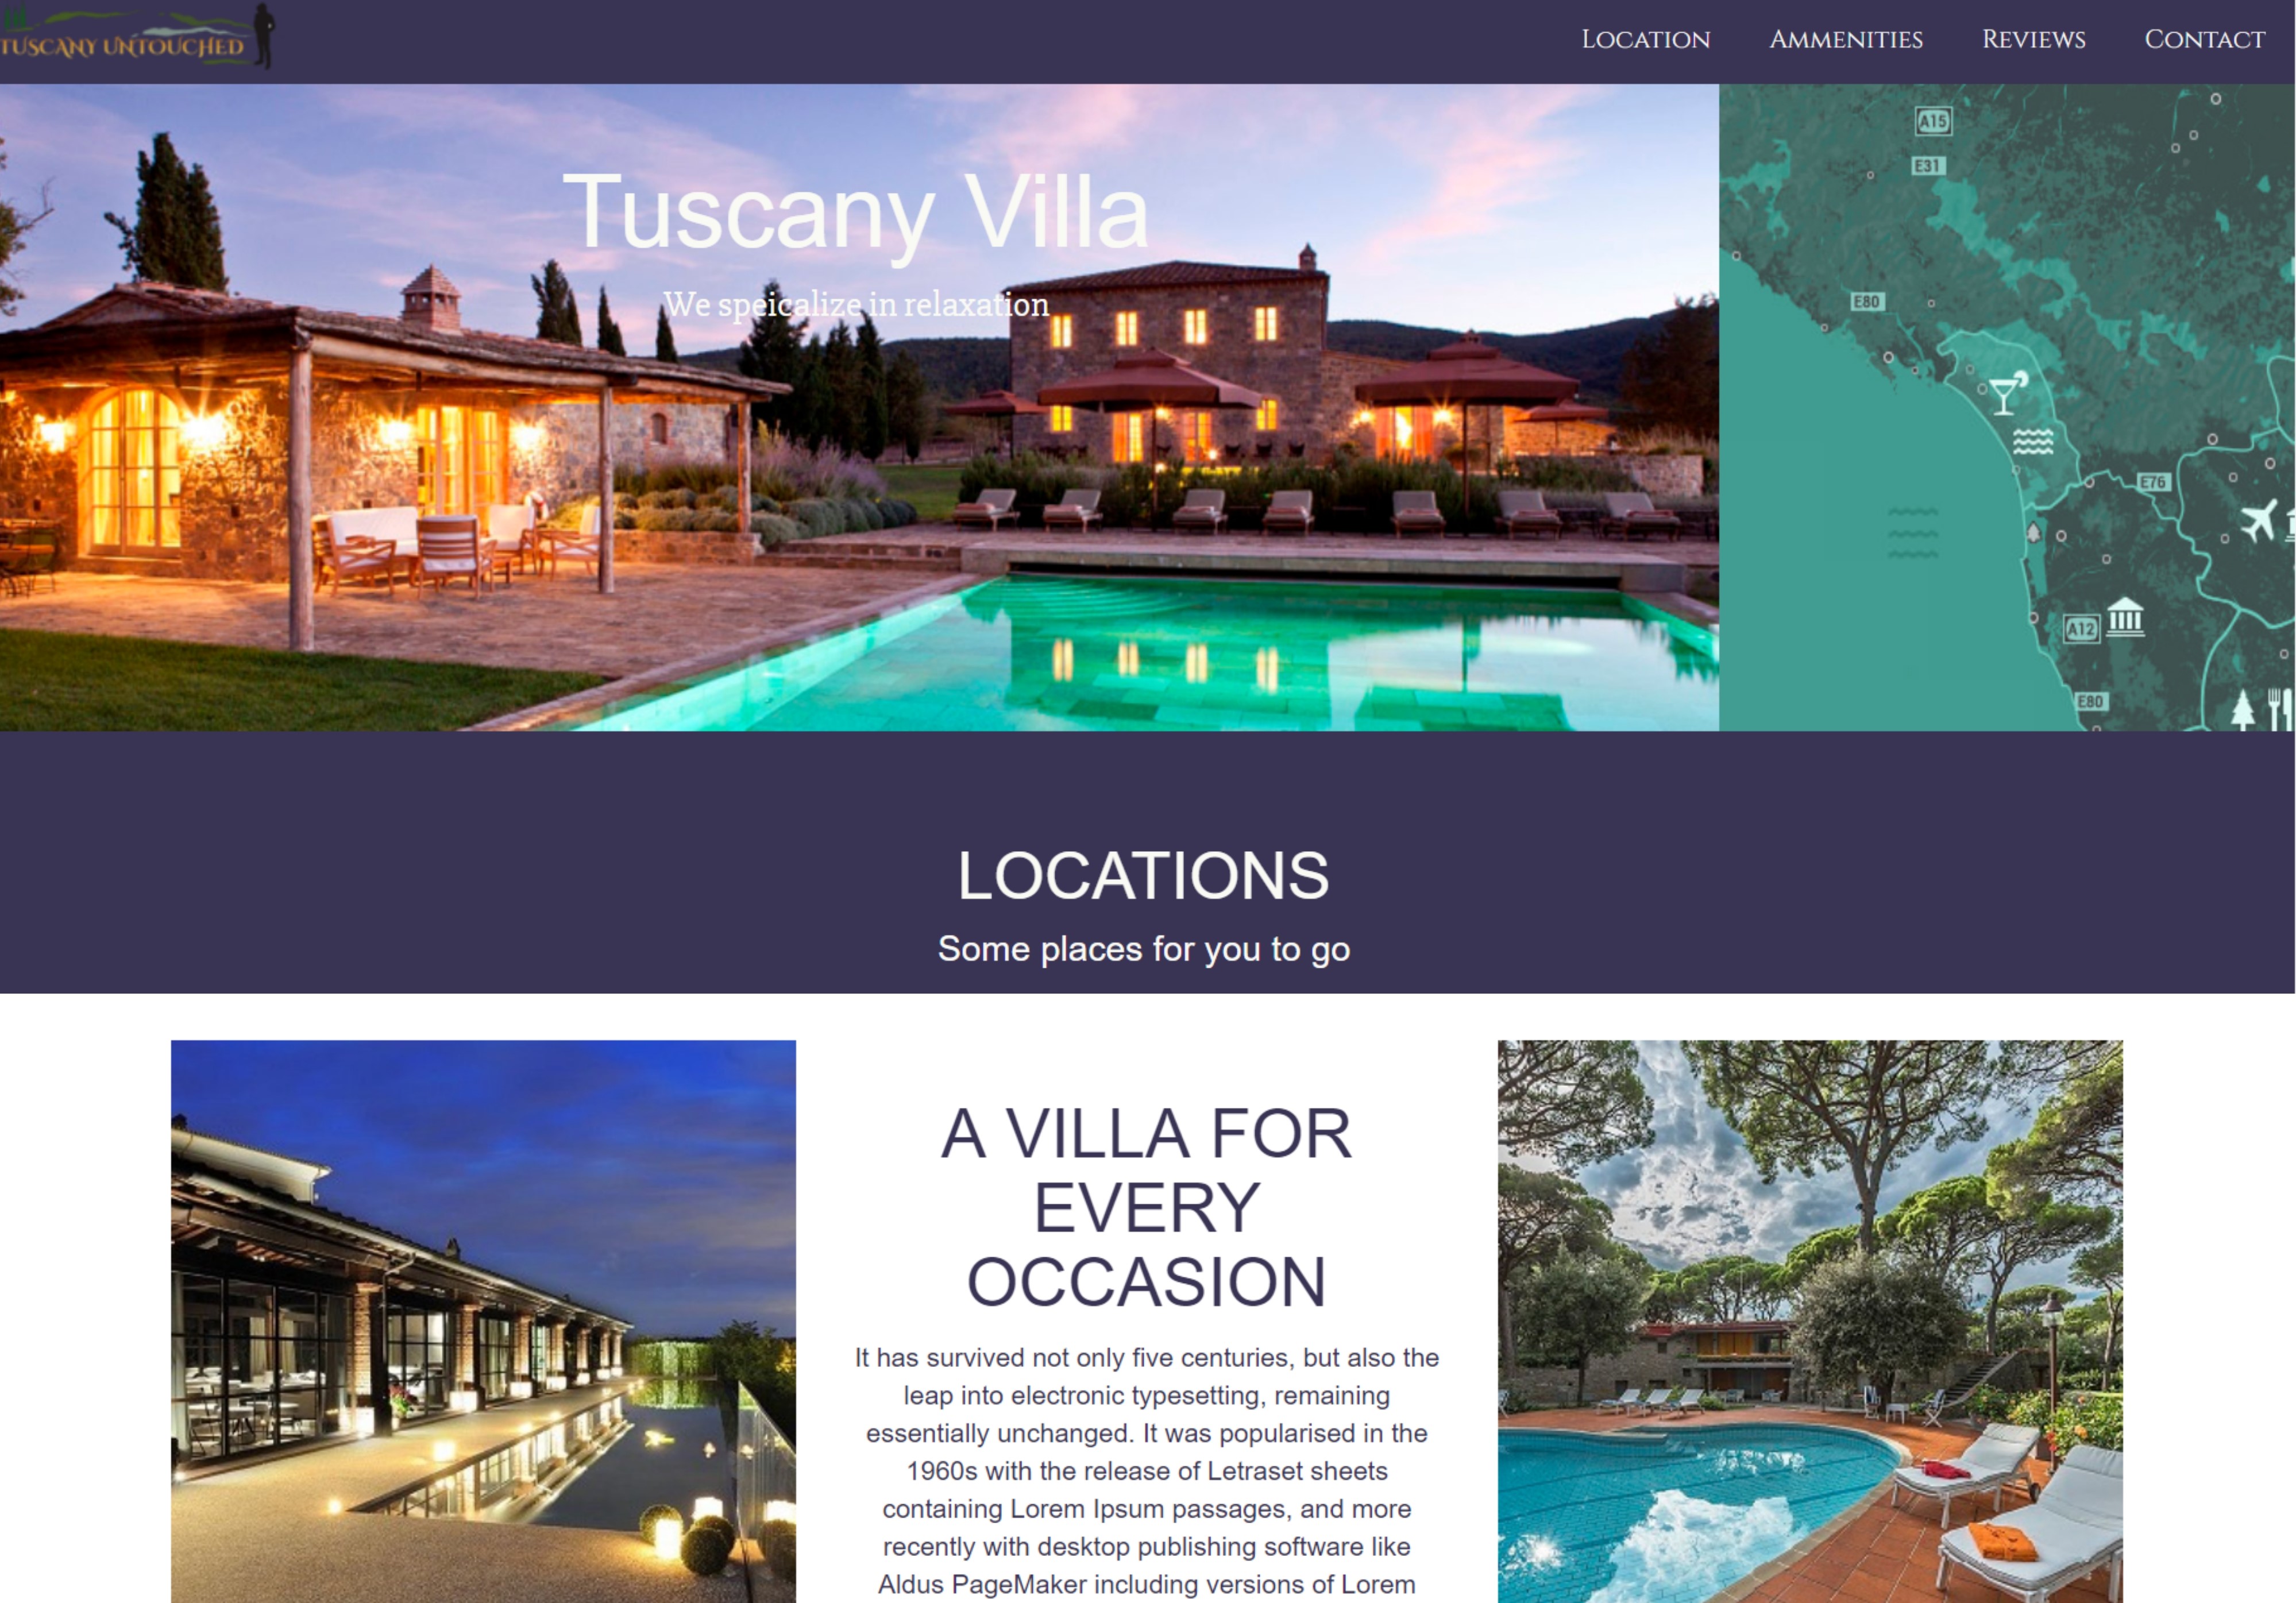 TUSCANY UNTOUCHED
LOCATION AMMENITIES REVIEWS CONTACT
Tuscany Villa
We speicalize in relaxation
A15
E31
E80
E76
A12
E80
LOCATIONS
Some places for you to go
A VILLA FOR
EVERY
OCCASION
It has survived not only five centuries, but also the
leap into electronic typesetting, remaining
essentially unchanged. It was popularised in the
1960s with the release of Letraset sheets
containing Lorem Ipsum passages, and more
recently with desktop publishing software like
Aldus PageMaker including versions of Lorem